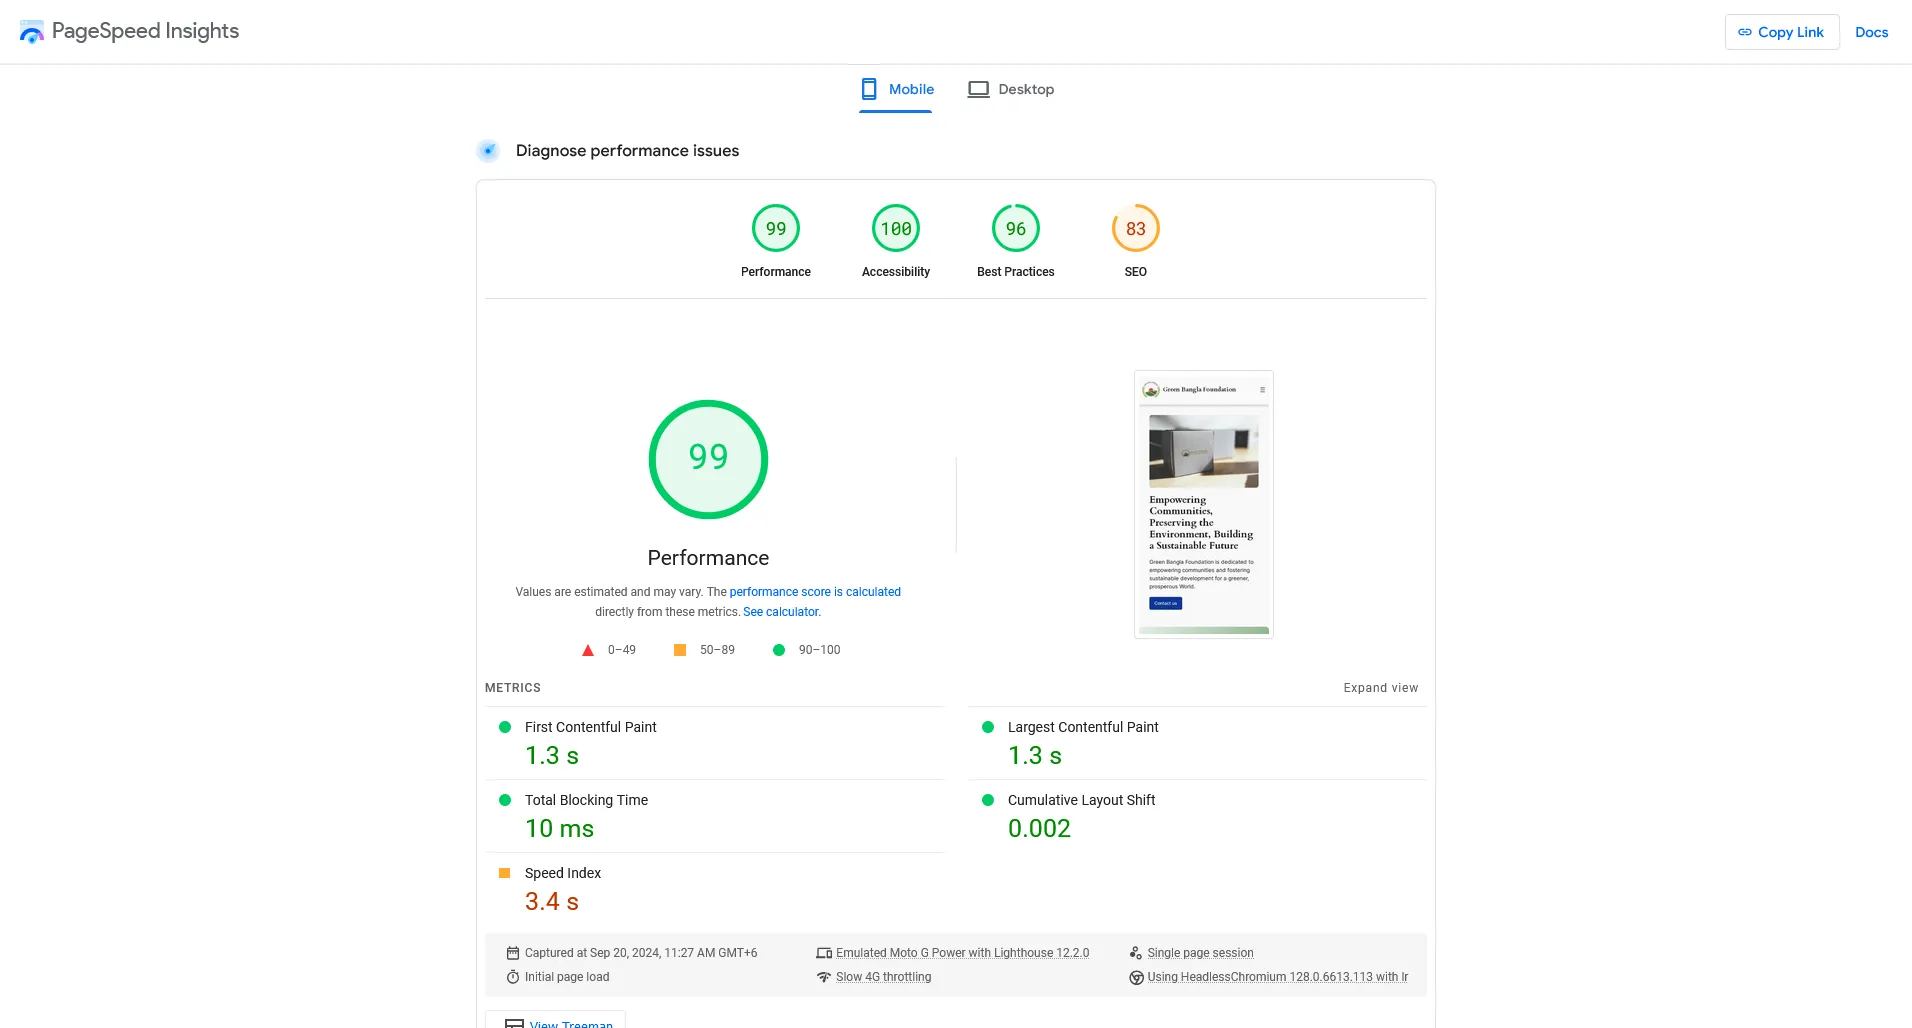 PageSpeed Insights
Copy Link
Docs
Mobile
Desktop
Diagnose performance issues
99
100
96
83
Performance
Accessibility
Best Practices
SEO
99
Performance
Values are estimated and may vary. The performance score is calculated
directly from these metrics. See calculator.
0–49
50–89
90–100
Green Bangla Foundation
Empowering
Communities,
Preserving the
Environment, Building
a Sustainable Future
Green Bangla Foundation is dedicated to
empowering communities and fostering
sustainable development for a greener,
prosperous World.
Contact us
METRICS
Expand view
First Contentful Paint
1.3 s
Largest Contentful Paint
1.3 s
Total Blocking Time
10 ms
Cumulative Layout Shift
0.002
Speed Index
3.4 s
Captured at Sep 20, 2024, 11:27 AM GMT+6
Emulated Moto G Power with Lighthouse 12.2.0
Single page session
Initial page load
Slow 4G throttling
Using HeadlessChromium 128.0.6613.113 with lr
View Treemap